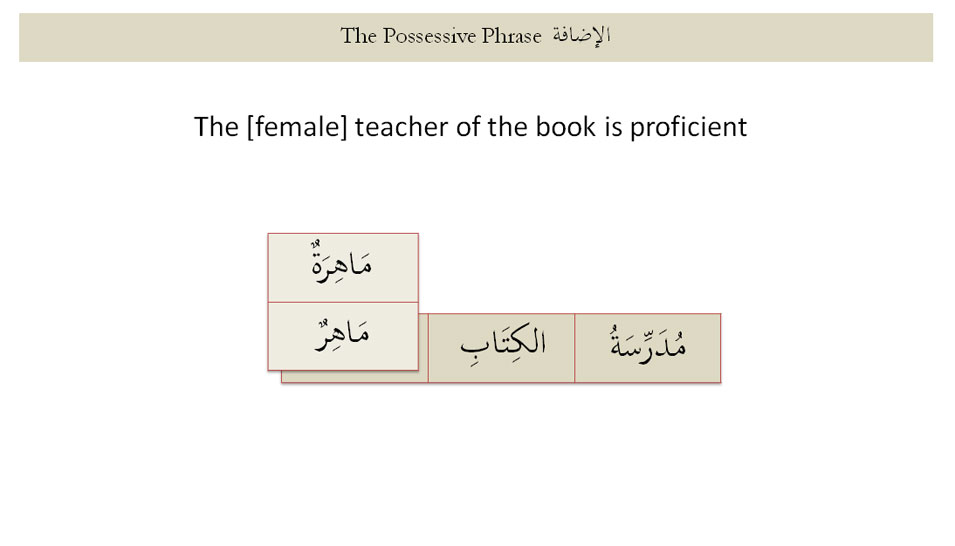 The Possessive Phrase الإضافة
The [female] teacher of the book is proficient
مَاهِرَةٌ
مَاهِرٌ
مُدَرِّسَةُ الكِتَابِ